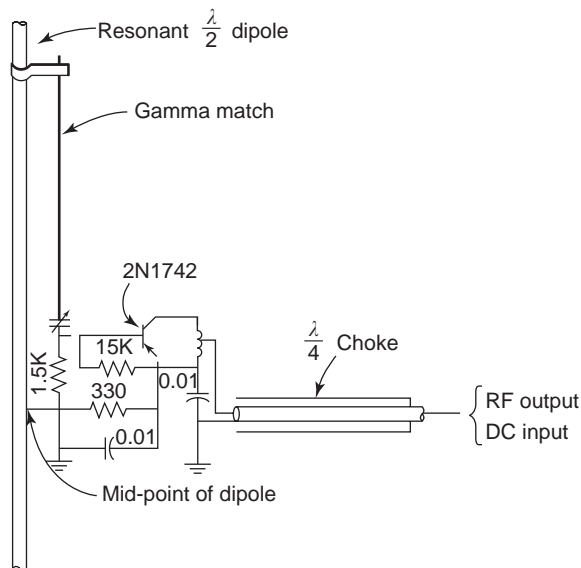 Resonant λ/2 dipole
Gamma match
2N1742
15K
1.5K
330
0.01
0.01
λ/4 Choke
RF output
DC input
Mid-point of dipole